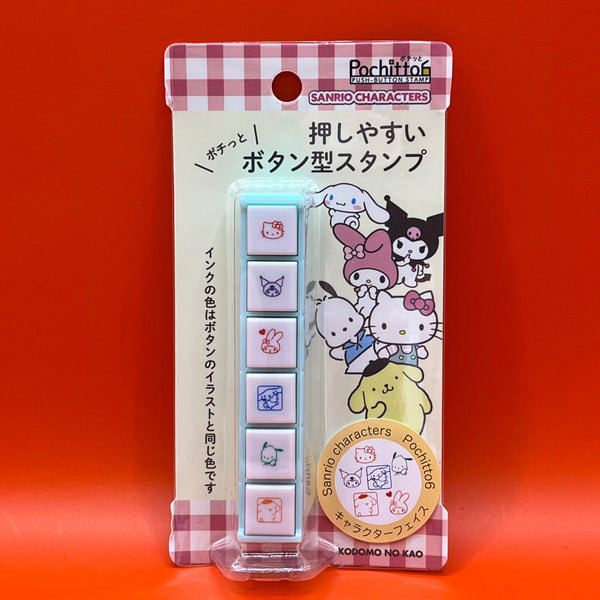 ポチッと
Pochitto6
PUSH-BUTTON STAMP
SANRIO CHARACTERS
ポチっと
押しやすい
ボタン型スタンプ
インクの色はボタンのイラストと同じ色です
Sanrio characters Pochitto6
キャラクターフェイス
KODOMO NO KAO